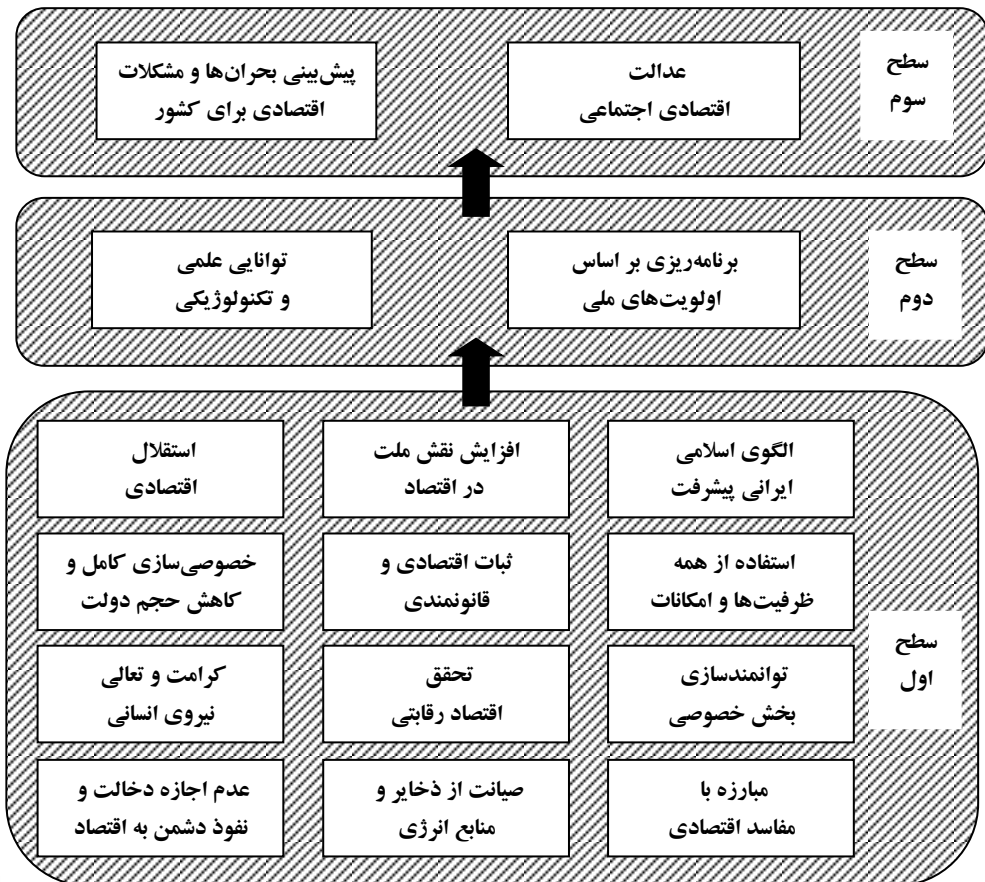 سطح
سوم
عدالت
اقتصادی اجتماعی
پیش‌بینی بحران‌ها و مشکلات
اقتصادی برای کشور
سطح
دوم
برنامه‌ریزی بر اساس
اولویت‌های ملی
توانایی علمی
و تکنولوژیکی
سطح
اول
الگوی اسلامی
ایرانی پیشرفت
افزایش نقش ملت
در اقتصاد
استقلال
اقتصادی
استفاده از همه
ظرفیت‌ها و امکانات
ثبات اقتصادی و
قانونمندی
خصوصی‌سازی کامل و
کاهش حجم دولت
توانمندسازی
بخش خصوصی
تحقق
اقتصاد رقابتی
کرامت و تعالی
نیروی انسانی
مبارزه با
مفاسد اقتصادی
صیانت از ذخایر و
منابع انرژی
عدم اجازه دخالت و
نفوذ دشمن به اقتصاد